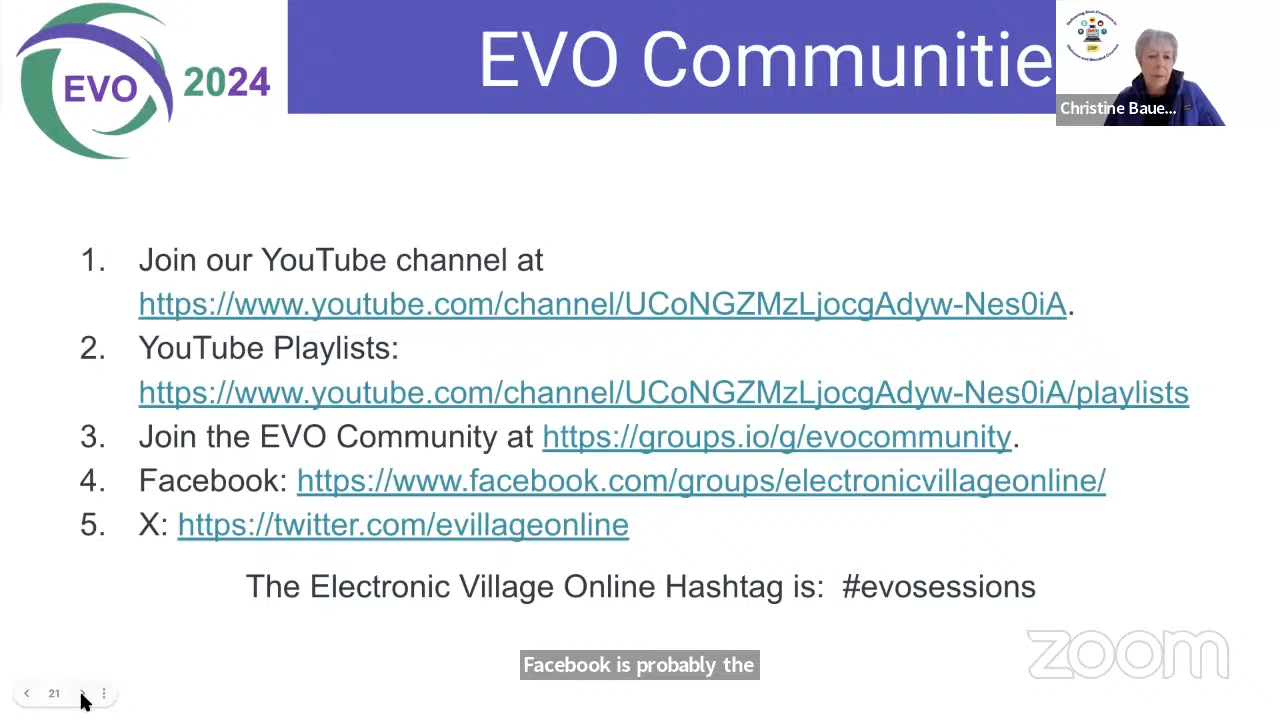 EVO 2024
EVO Communitie
Christine Baue...
1. Join our YouTube channel at
https://www.youtube.com/channel/UCoNGZMzLjocgAdyw-Nes0iA.
2. YouTube Playlists:
https://www.youtube.com/channel/UCoNGZMzLjocgAdyw-Nes0iA/playlists
3. Join the EVO Community at https://groups.io/g/evocommunity.
4. Facebook: https://www.facebook.com/groups/electronicvillageonline/
5. X: https://twitter.com/evillageonline
The Electronic Village Online Hashtag is: #evosessions
zoom
Facebook is probably the
21